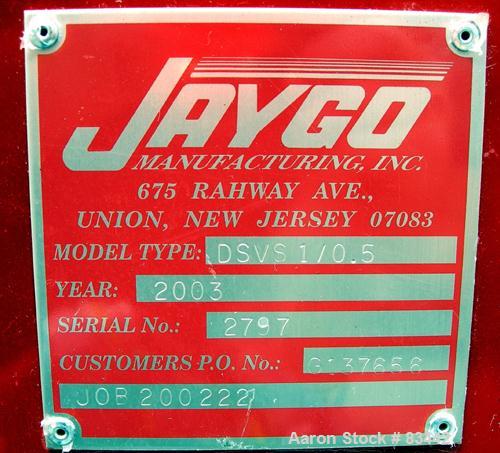 JAYGO
MANUFACTURING, INC.
675 RAHWAY AVE.,
UNION, NEW JERSEY 07083
MODEL TYPE: DSVS 1/0.5
YEAR: 2003
SERIAL No.: 2797
CUSTOMERS P.O. No.: G137656
JOB 200222
Aaron Stock #